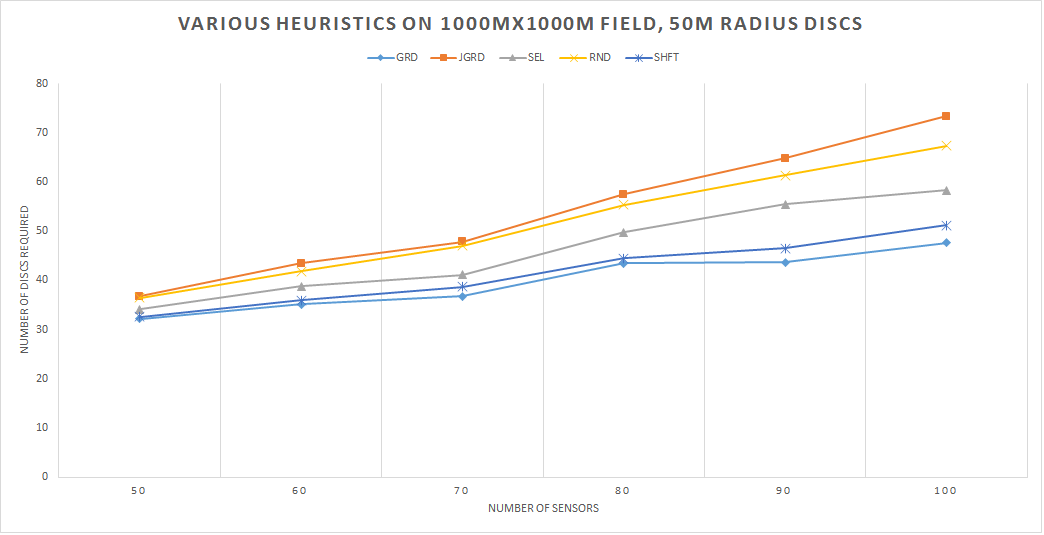 VARIOUS HEURISTICS ON 1000MX1000M FIELD, 50M RADIUS DISCS
GRD JGRD SEL RND SHFT
80
70
60
50
40
30
20
10
0
NUMBER OF DISCS REQUIRED
50 60 70 80 90 100
NUMBER OF SENSORS